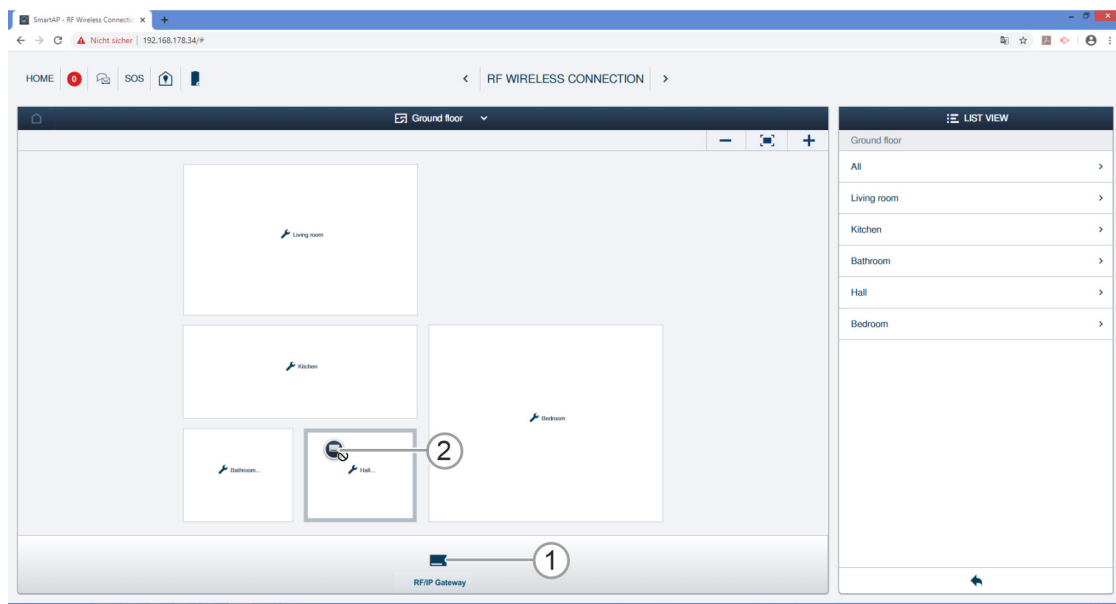 SmartAP - RF Wireless Connectic
Nicht sicher | 192.168.178.34/#
HOME 0 SOS RF WIRELESS CONNECTION
Ground floor
LIST VIEW
Ground floor
All
Living room
Kitchen
Bathroom
Hall
Bedroom
Living room
Kitchen
Bedroom
Bathroom...
Hall...
2
1
RF/IP Gateway